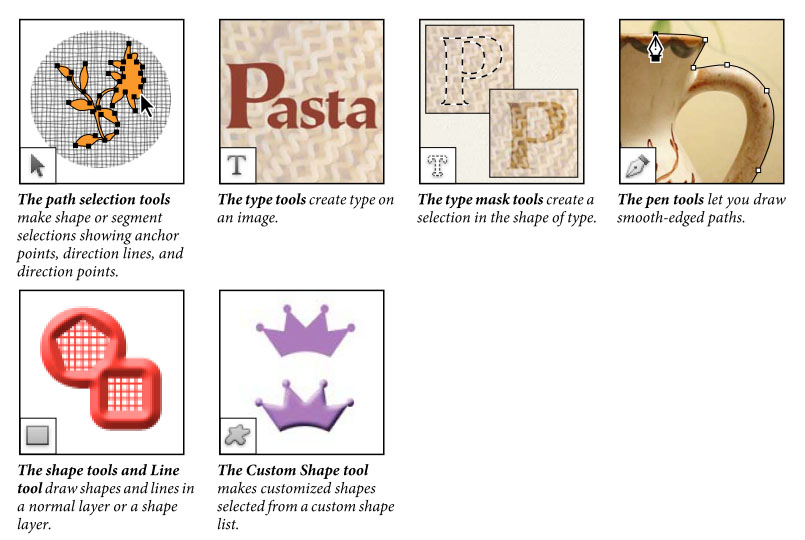 Pasta
T
P
P
T
The path selection tools
make shape or segment
selections showing anchor
points, direction lines, and
direction points.
The type tools create type on
an image.
The type mask tools create a
selection in the shape of type.
The pen tools let you draw
smooth-edged paths.
The shape tools and Line
tool draw shapes and lines in
a normal layer or a shape
layer.
The Custom Shape tool
makes customized shapes
selected from a custom shape
list.